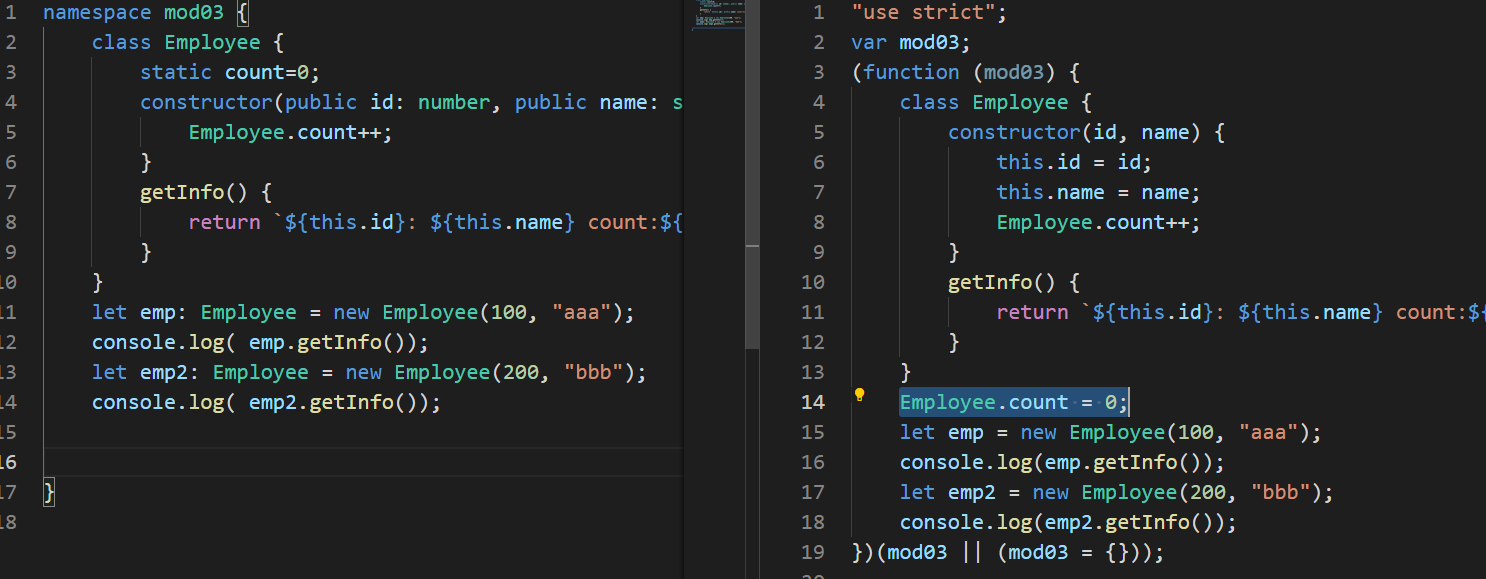 1 namespace mod03 {
2 class Employee {
3 static count=0;
4 constructor(public id: number, public name: s
5 Employee.count++;
6 }
7 getInfo() {
8 return `${this.id}: ${this.name} count:${
9 }
10 }
11 let emp: Employee = new Employee(100, "aaa");
12 console.log( emp.getInfo());
13 let emp2: Employee = new Employee(200, "bbb");
14 console.log( emp2.getInfo());
15
16
17 }
18
1 "use strict";
2 var mod03;
3 (function (mod03) {
4 class Employee {
5 constructor(id, name) {
6 this.id = id;
7 this.name = name;
8 Employee.count++;
9 }
10 getInfo() {
11 return `${this.id}: ${this.name} count:${
12 }
13 }
14 Employee.count = 0;
15 let emp = new Employee(100, "aaa");
16 console.log(emp.getInfo());
17 let emp2 = new Employee(200, "bbb");
18 console.log(emp2.getInfo());
19 })(mod03 || (mod03 = {}));